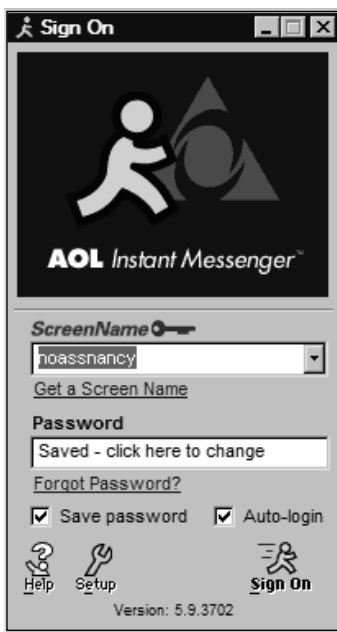 Sign On
AOL Instant Messenger™
ScreenName
noassnancy
Get a Screen Name
Password
Saved - click here to change
Forgot Password?
Save password Auto-login
Help Setup Sign On
Version: 5.9.3702